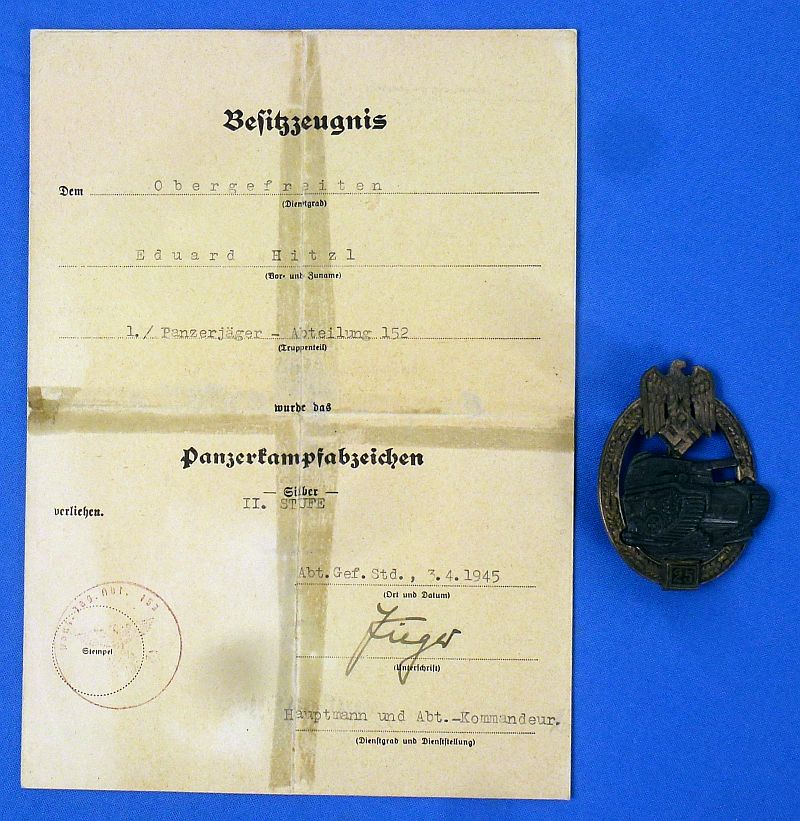 Besitzzeugnis
Dem Obergefreiten
(Dienstgrad)
Eduard Hitzl
(Vor- und Zuname)
1./ Panzerjäger - Abteilung 152
(Truppenteil)
wurde das
Panzerkampfabzeichen
— Silber —
II. STUFE
verliehen.
Abt.Gef.Std., 3.4.1945
(Ort und Datum)
(Unterschrift)
Hauptmann und Abt.-Kommandeur.
(Dienstgrad und Dienststellung)
Abt. 152
Stempel
25